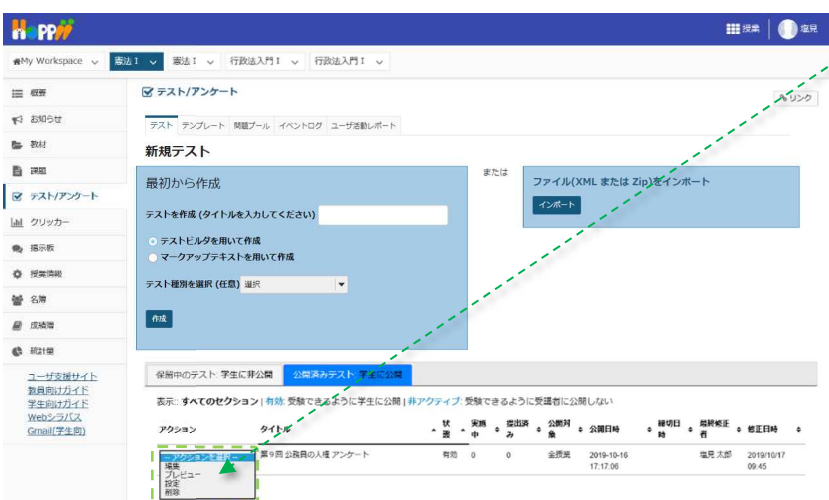 HoPPii
授業
塩見
My Workspace
憲法 I
憲法 I
行政法入門 I
行政法入門 I
概要
お知らせ
教材
課題
テスト/アンケート
クリッカー
掲示板
授業情報
名簿
成績簿
統計量
ユーザ支援サイト
教員向けガイド
学生向けガイド
Webシラバス
Gmail(学生向)
テスト/アンケート
リンク
テスト
テンプレート
問題プール
イベントログ
ユーザ活動レポート
新規テスト
最初から作成
テストを作成 (タイトルを入力してください)
テストビルダを用いて作成
マークアップテキストを用いて作成
テスト種別を選択 (任意)
選択
作成
または
ファイル(XML または Zip)をインポート
インポート
保留中のテスト: 学生に非公開
公開済みテスト: 学生に公開
表示:: すべてのセクション | 有効: 受験できるように学生に公開 | 非アクティブ: 受験できるように受講者に公開しない
アクション
タイトル
状態
実施中
提出済み
公開対象
公開日時
締切日時
最終修正者
修正日時
-- アクションを選択 --
編集
プレビュー
設定
削除
第9回 公務員の人権 アンケート
有効
0
0
全授業
2019-10-16 17:17:06
塩見 太郎
2019/10/17 09:45